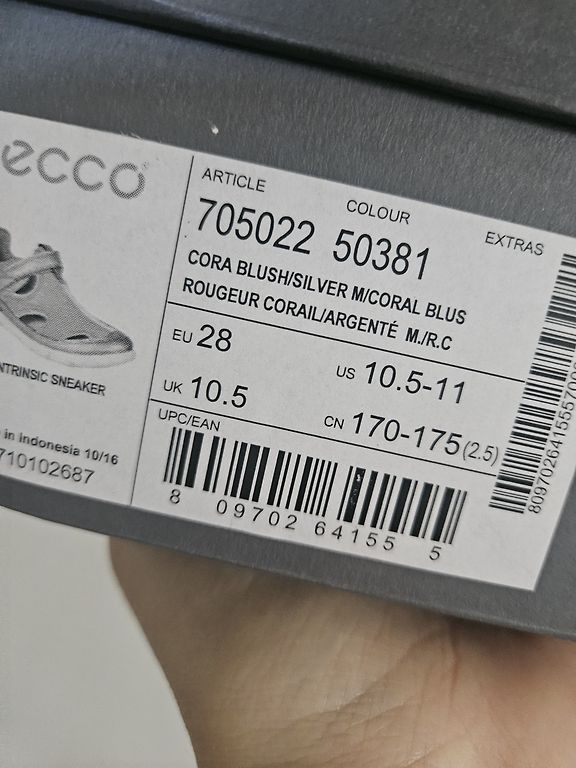 ecco
ARTICLE
COLOUR
EXTRAS
705022 50381
CORA BLUSH/SILVER M/CORAL BLUS
ROUGEUR CORAIL/ARGENTÉ M./R.C
EU 28
US 10.5-11
UK 10.5
CN 170-175(2.5)
UPC/EAN
8 09702 64155 5
NTRINSIC SNEAKER
in Indonesia 10/16
710102687